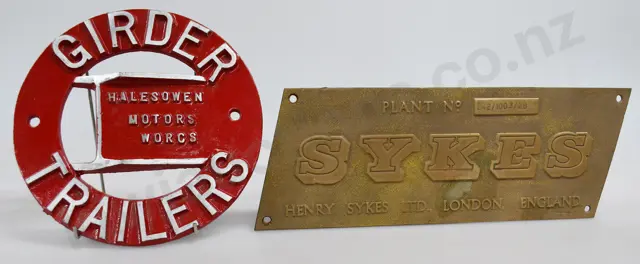 GIRDER
HALESOWEN
MOTORS
WORCS
TRAILERS
PLANT Nº
SYKES
HENRY SYKES LTD. LONDON. ENGLAND.